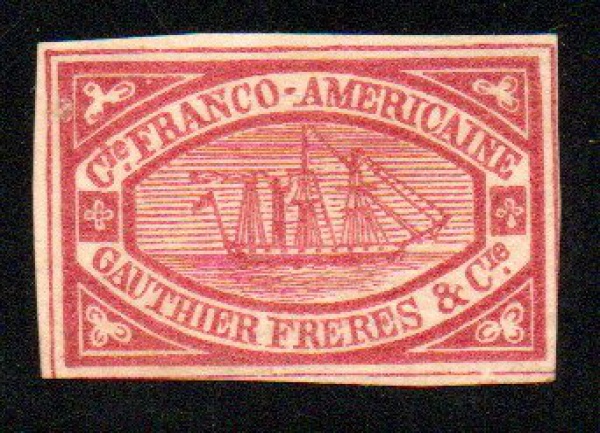 Cie FRANCO-AMERICAINE
GAUTHIER FRERES & Cie.